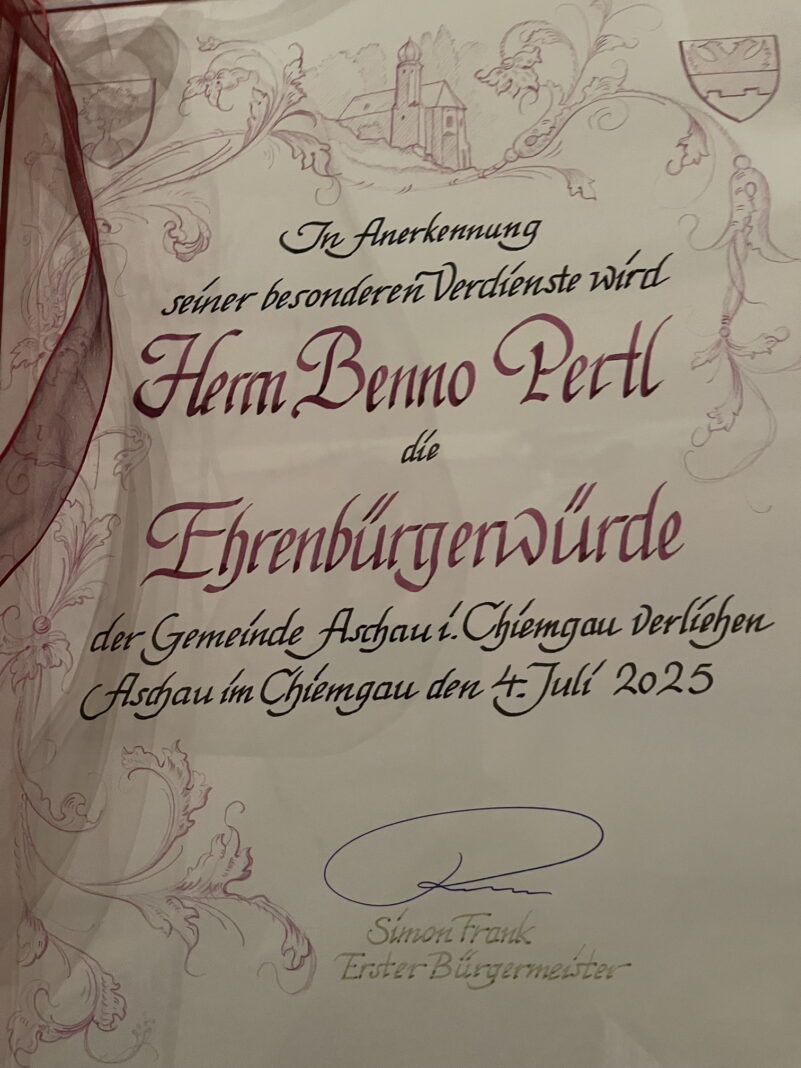 In Anerkennung
seiner besonderen Verdienste wird
Herrn Benno Pertl
die
Ehrenbürgerwürde
der Gemeinde Aschau i. Chiemgau verliehen
Aschau im Chiemgau den 4. Juli 2025
Simon Frank
Erster Bürgermeister